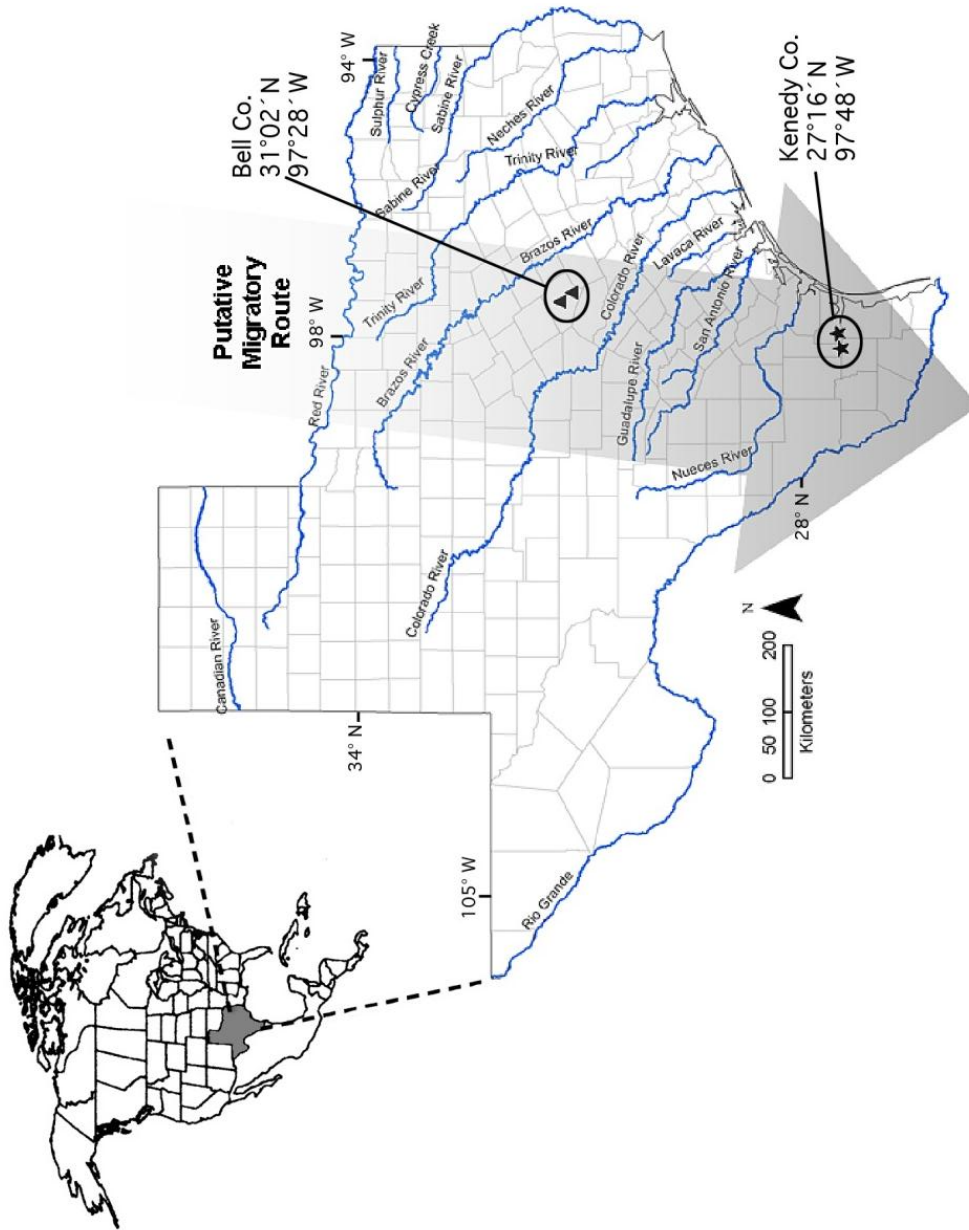 Putative
Migratory
Route
Bell Co.
31°02´N
97°28´W
94° W
98° W
34° N
105° W
28° N
Canadian River
Red River
Sulphur River
Cypress Creek
Sabine River
Sabine River
Trinity River
Trinity River
Neches River
Brazos River
Brazos River
Colorado River
Colorado River
Lavaca River
Guadalupe River
San Antonio River
Nueces River
Rio Grande
Kenedy Co.
27°16´N
97°48´W
N
0 50 100 200
Kilometers